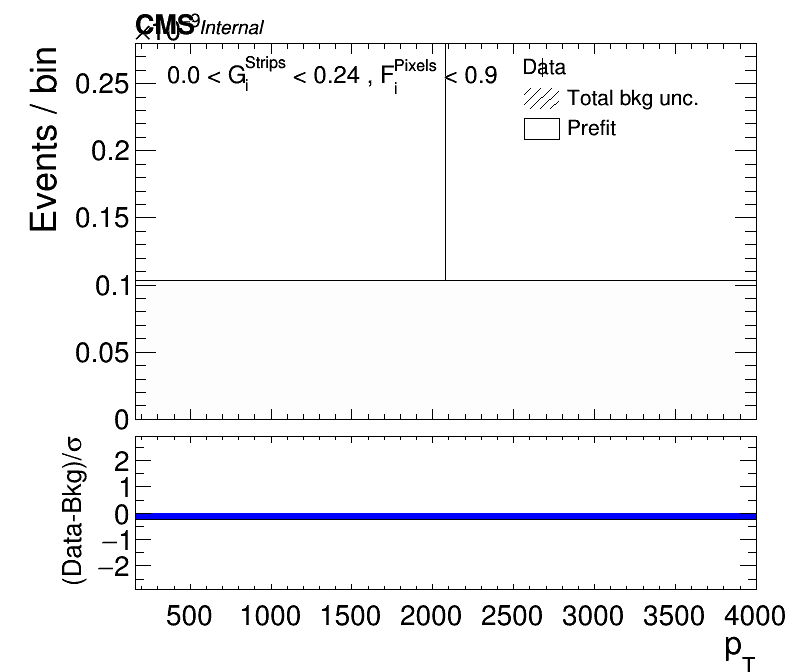 CMS Internal
×10⁹
Events / bin
0.0 < G_i^Strips < 0.24 , F_i^Pixels < 0.9
Data
Total bkg unc.
Prefit
0.25
0.2
0.15
0.1
0.05
0
(Data-Bkg)/σ
2
1
0
−1
−2
500 1000 1500 2000 2500 3000 3500 4000
p_T